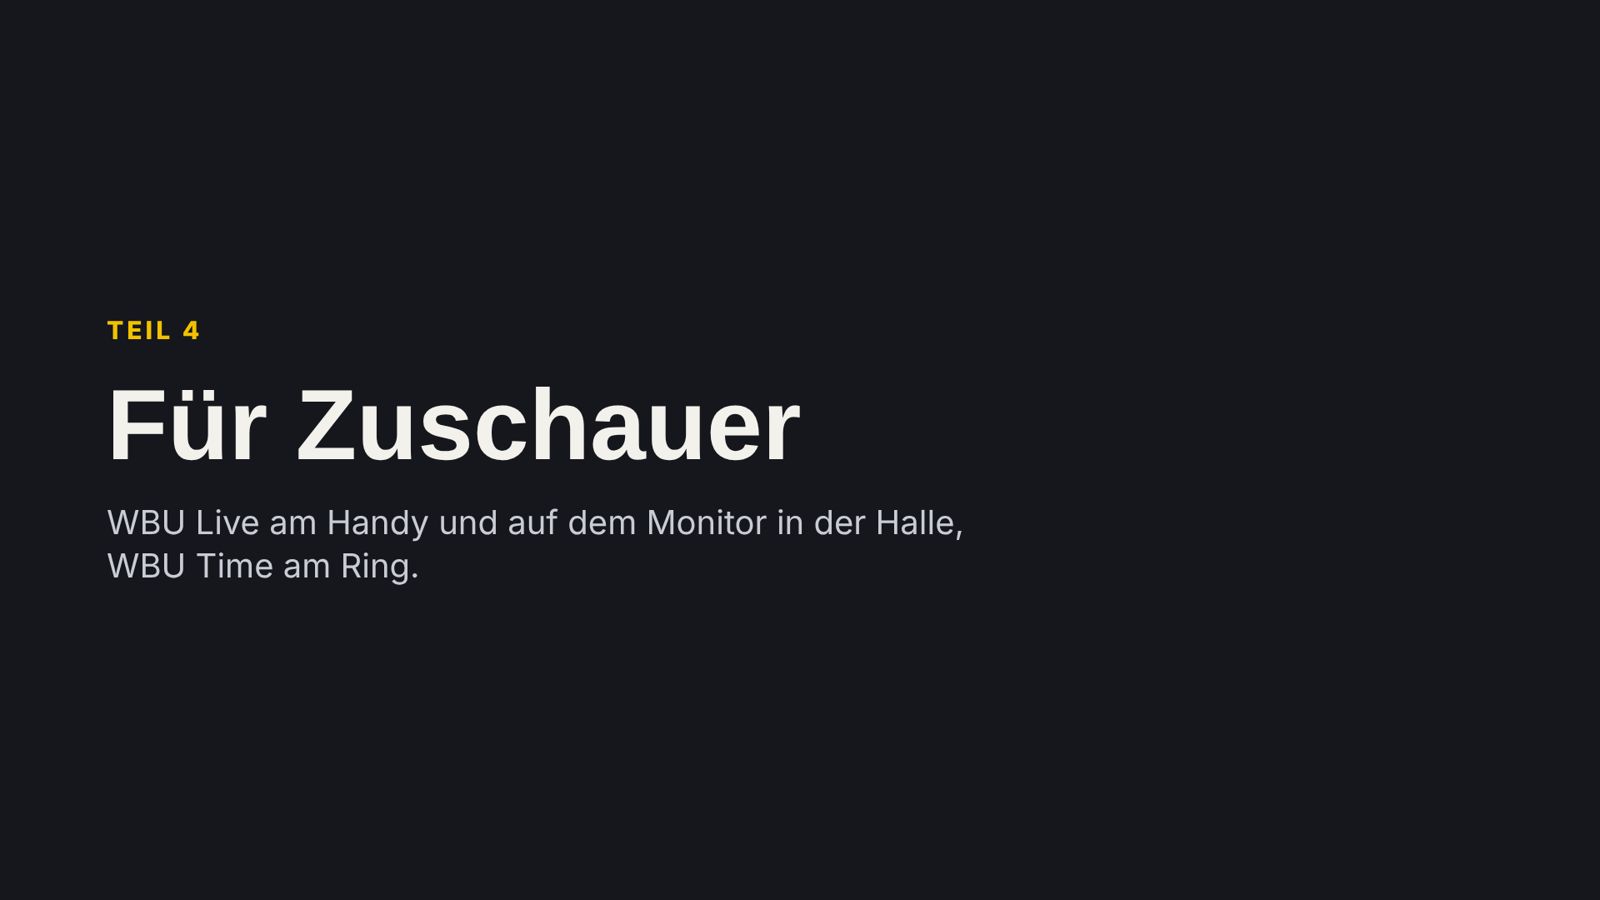 TEIL 4
Für Zuschauer
WBU Live am Handy und auf dem Monitor in der Halle,
WBU Time am Ring.